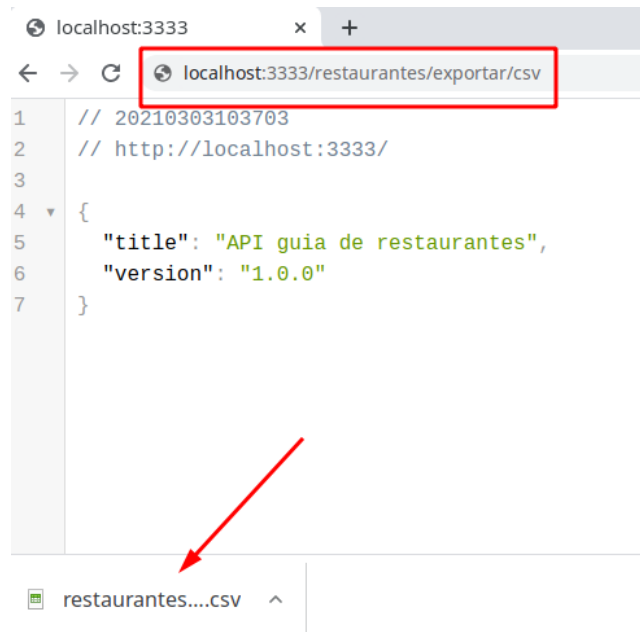 localhost:3333
localhost:3333/restaurantes/exportar/csv
1 // 20210303103703
2 // http://localhost:3333/
3
4 {
5 "title": "API guia de restaurantes",
6 "version": "1.0.0"
7 }
restaurantes....csv